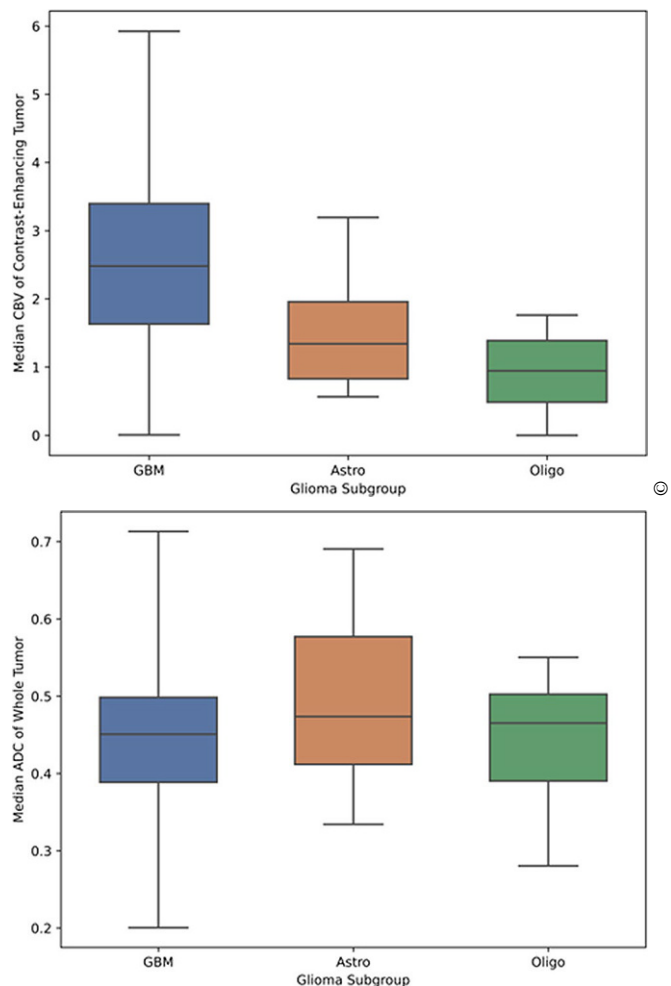 6
5
4
3
2
1
0
Median CBV of Contrast-Enhancing Tumor
GBM Astro Oligo
Glioma Subgroup
©
0.7
0.6
0.5
0.4
0.3
0.2
Median ADC of Whole Tumor
GBM Astro Oligo
Glioma Subgroup